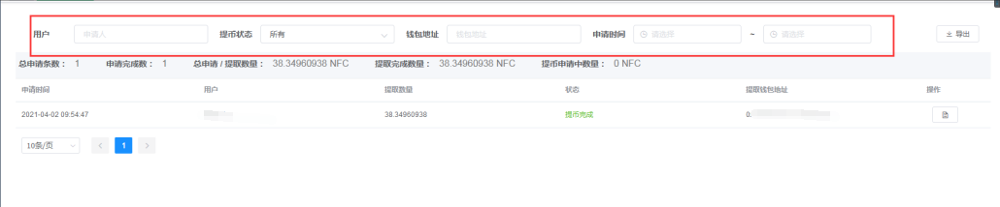 用户 申请人 提币状态 所有 钱包地址 钱包地址 申请时间 请选择 ~ 请选择 导出
总申请条数： 1 申请完成数： 1 总申请 / 提取数量： 38.34960938 NFC 提取完成数量： 38.34960938 NFC 提币申请中数量： 0 NFC
申请时间 用户 提取数量 状态 提取钱包地址 操作
2021-04-02 09:54:47 38.34960938 提币完成 0:
10条/页 1